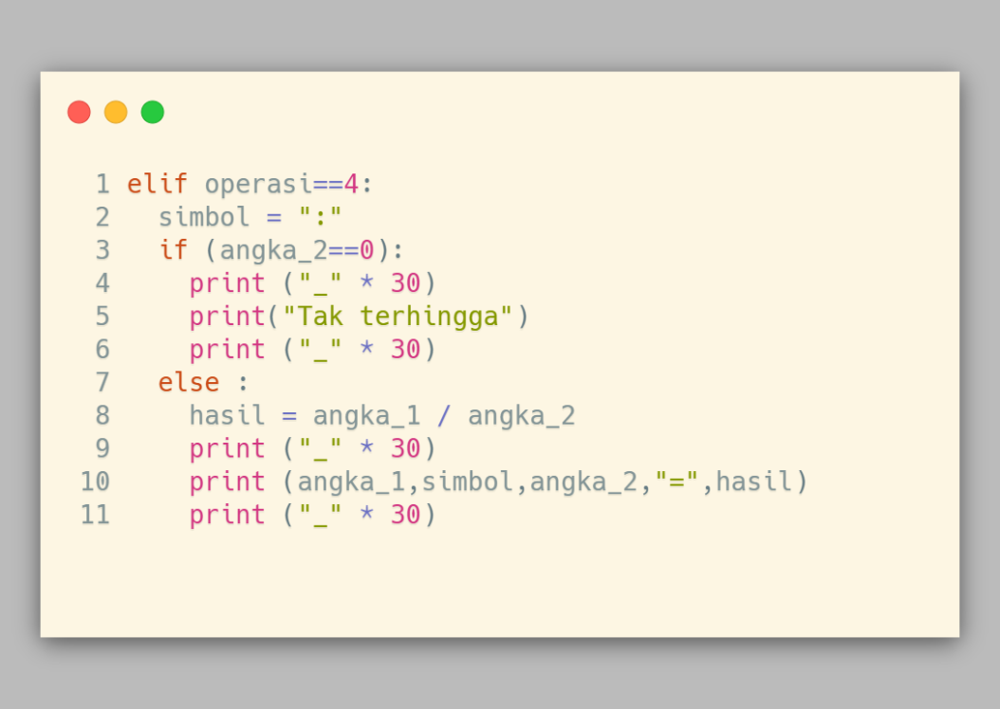 1 elif operasi==4:
2   simbol = ":"
3   if (angka_2==0):
4     print ("_" * 30)
5     print("Tak terhingga")
6     print ("_" * 30)
7   else :
8     hasil = angka_1 / angka_2
9     print ("_" * 30)
10     print (angka_1,simbol,angka_2,"=",hasil)
11     print ("_" * 30)